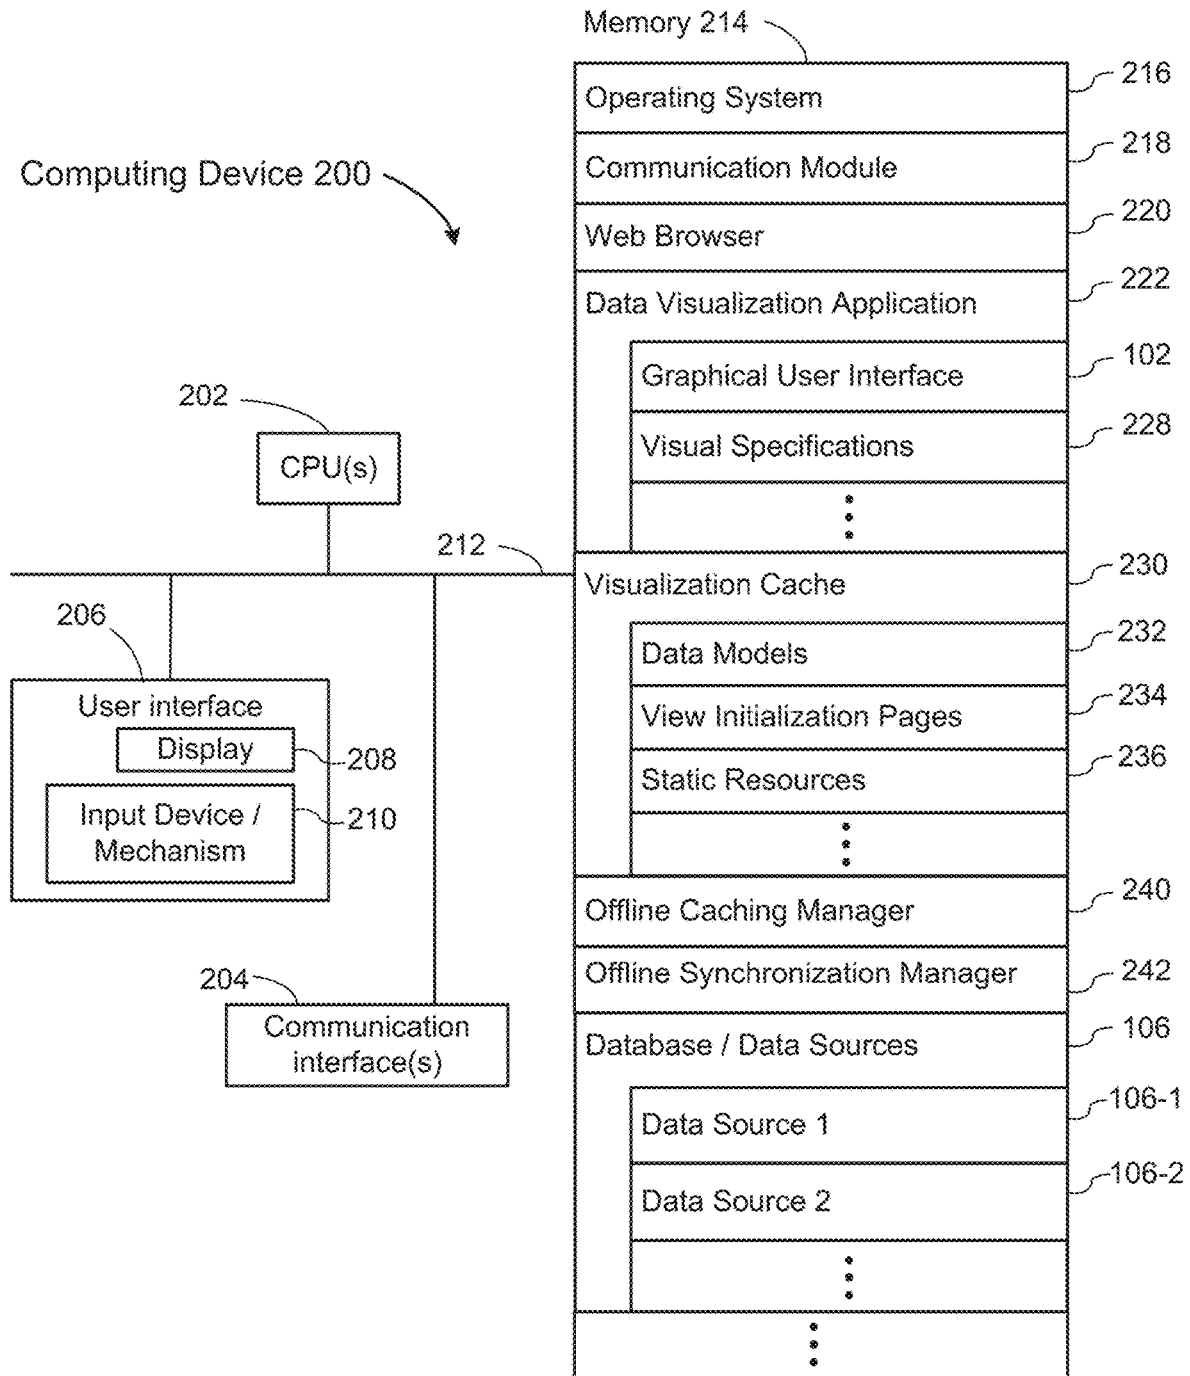 Memory 214
Operating System
216
Communication Module
218
Computing Device 200
Web Browser
220
Data Visualization Application
222
Graphical User Interface
102
Visual Specifications
228
202
CPU(s)
212
Visualization Cache
230
Data Models
232
View Initialization Pages
234
Static Resources
236
206
User interface
Display
208
Input Device /
Mechanism
210
Offline Caching Manager
240
Offline Synchronization Manager
242
204
Communication
interface(s)
Database / Data Sources
106
Data Source 1
106-1
Data Source 2
106-2